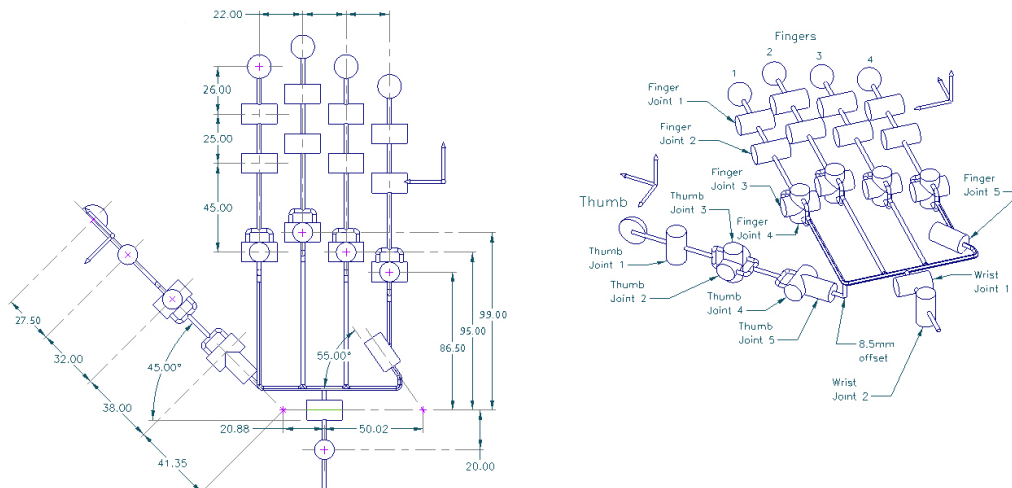 22.00
26.00
25.00
45.00
27.50
32.00
38.00
41.35
45.00°
55.00°
20.88
50.02
86.50
95.00
99.00
20.00
Fingers
1
2
3
4
Finger
Joint 1
Finger
Joint 2
Finger
Joint 3
Thumb
Joint 3
Finger
Joint 4
Finger
Joint 5
Thumb
Thumb
Joint 1
Thumb
Joint 2
Thumb
Joint 4
Thumb
Joint 5
8.5mm
offset
Wrist
Joint 1
Wrist
Joint 2